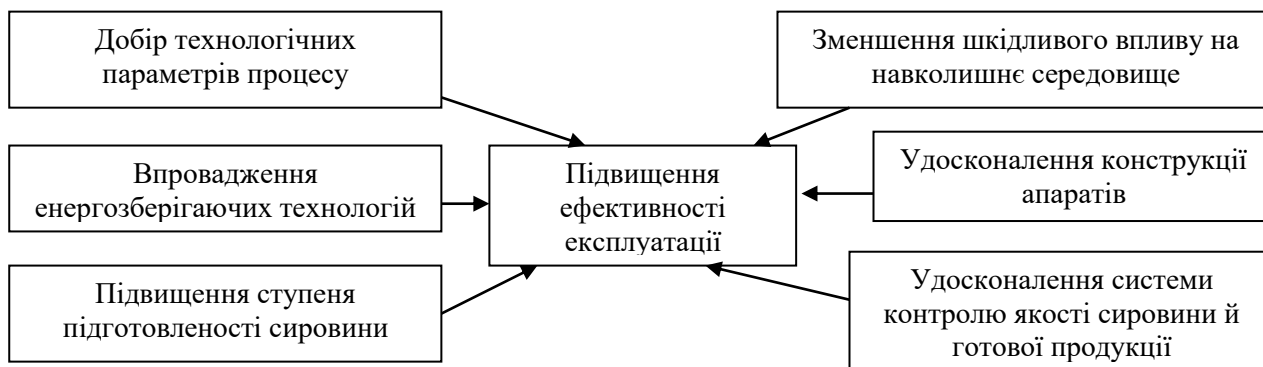 Добір технологічних
параметрів процесу
Зменшення шкідливого впливу на
навколишнє середовище
Впровадження
енергозберігаючих технологій
Підвищення
ефективності
експлуатації
Удосконалення конструкції
апаратів
Підвищення ступеня
підготовленості сировини
Удосконалення системи
контролю якості сировини й
готової продукції